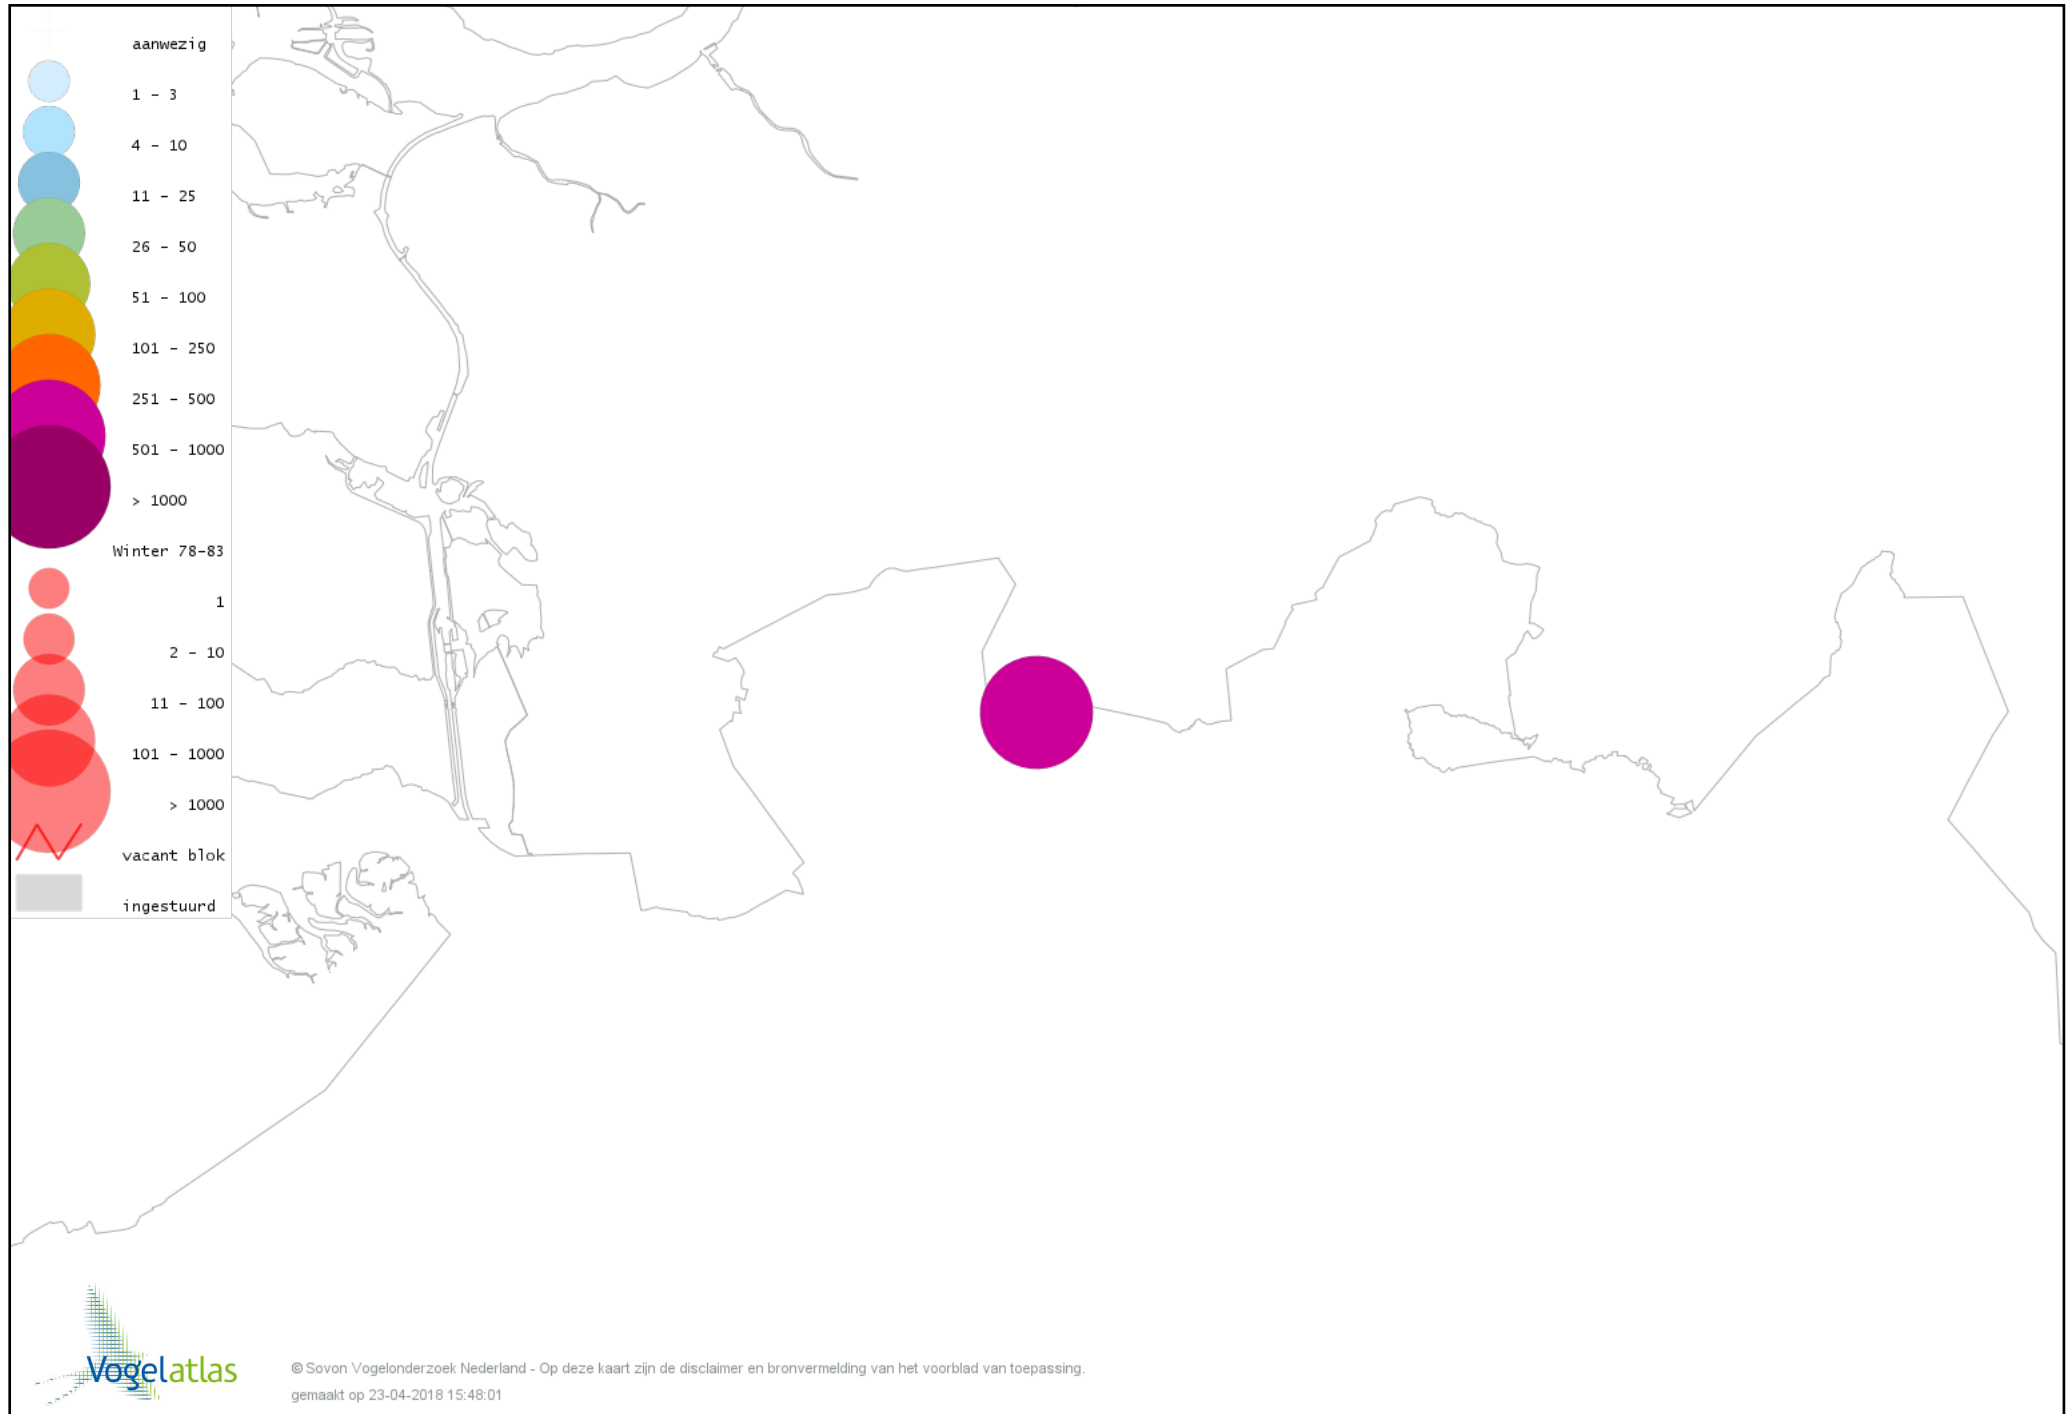 aanwezig
1 - 3
4 - 10
11 - 25
26 - 50
51 - 100
101 - 250
251 - 500
501 - 1000
> 1000
Winter 78-83
1
2 - 10
11 - 100
101 - 1000
> 1000
vacant blok
ingestuurd
Vogelatlas
© Sovon Vogelonderzoek Nederland - Op deze kaart zijn de disclaimer en bronvermelding van het voorblad van toepassing.
gemaakt op 23-04-2018 15:48:01